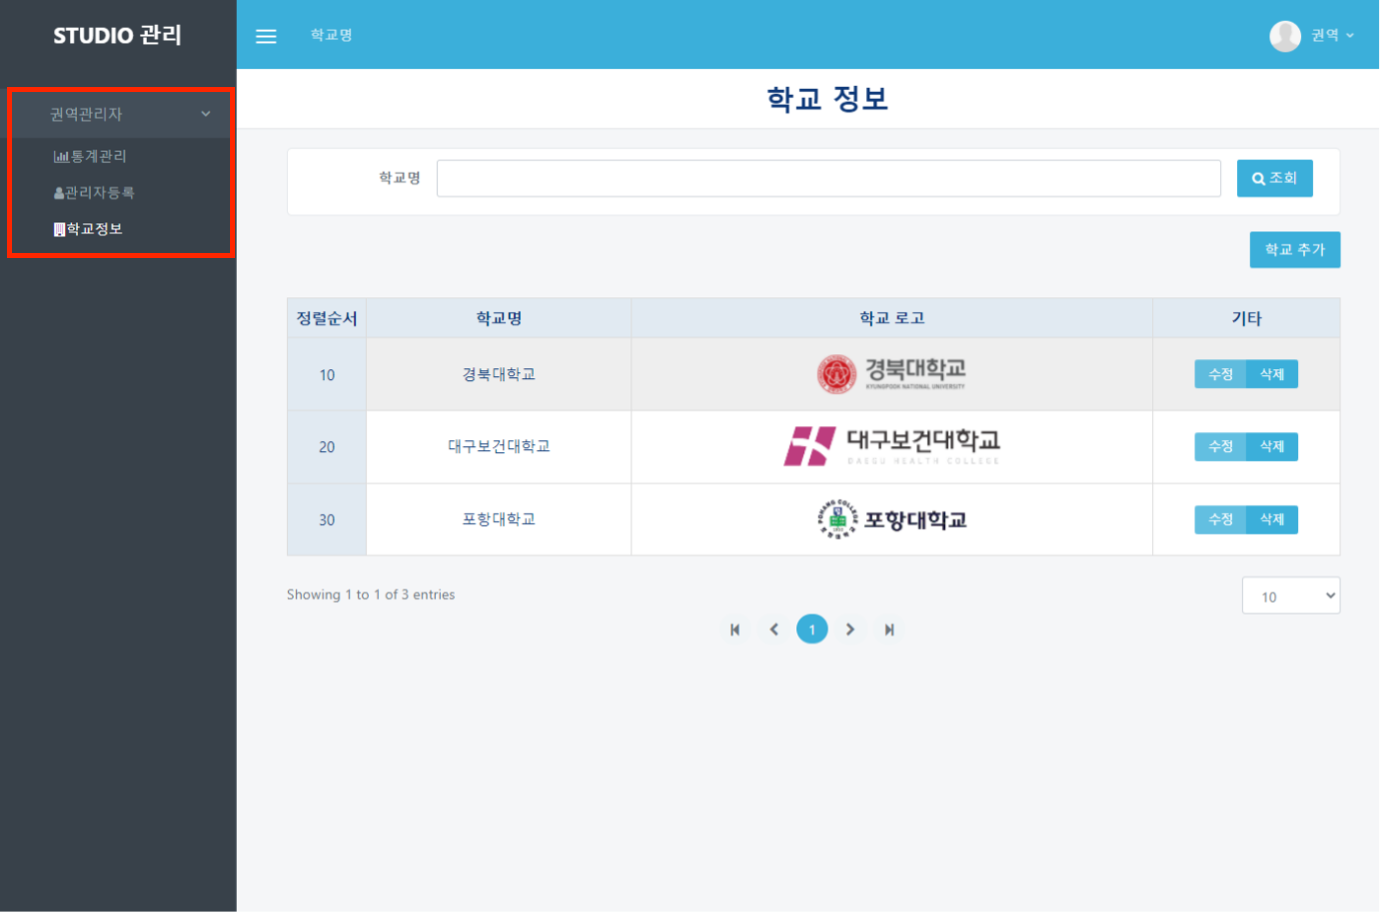 STUDIO 관리
학교명
권역
권역관리자
통계관리
관리자등록
학교정보
학교 정보
학교명
조회
학교 추가
정렬순서 학교명 학교 로고 기타
10 경북대학교 경북대학교 수정 삭제
KYUNGPOOK NATIONAL UNIVERSITY
20 대구보건대학교 대구보건대학교 수정 삭제
DAEGU HEALTH COLLEGE
30 포항대학교 POHANG COLLEGE 포항대학교 수정 삭제
Showing 1 to 1 of 3 entries
10
1